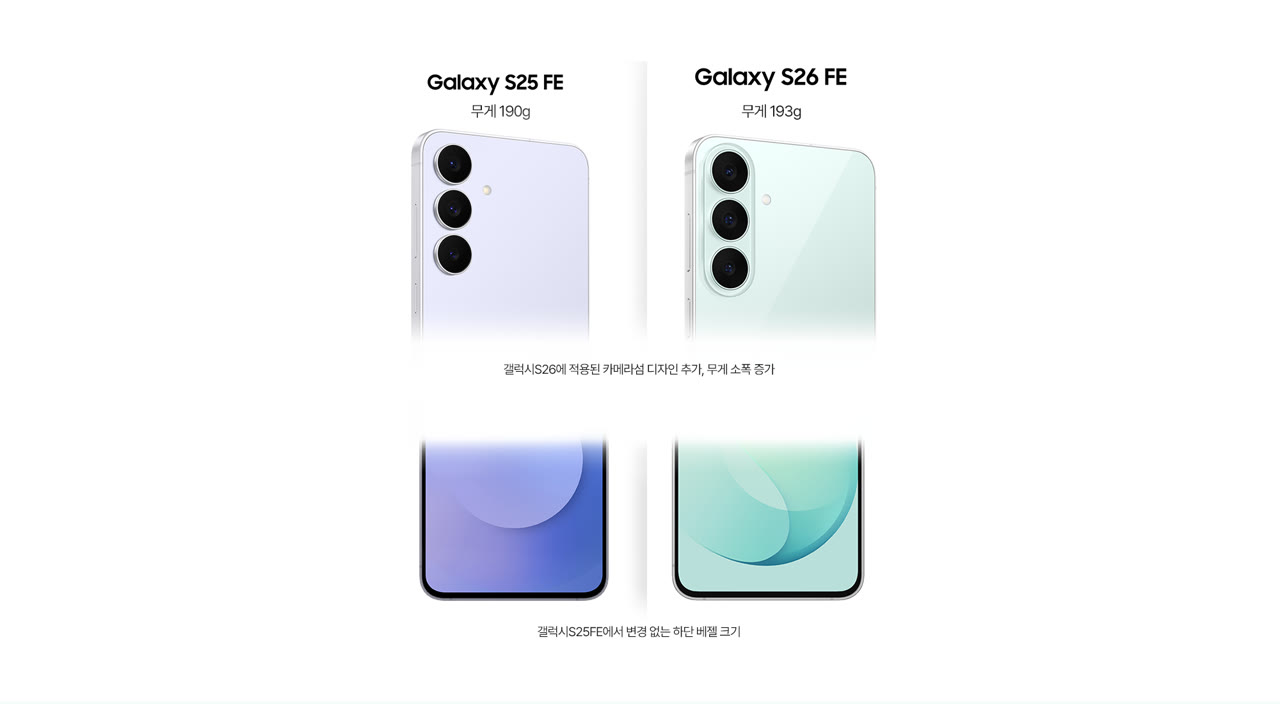 Galaxy S25 FE
무게 190g
Galaxy S26 FE
무게 193g
갤럭시S26에 적용된 카메라섬 디자인 추가, 무게 소폭 증가
갤럭시S25FE에서 변경 없는 하단 베젤 크기